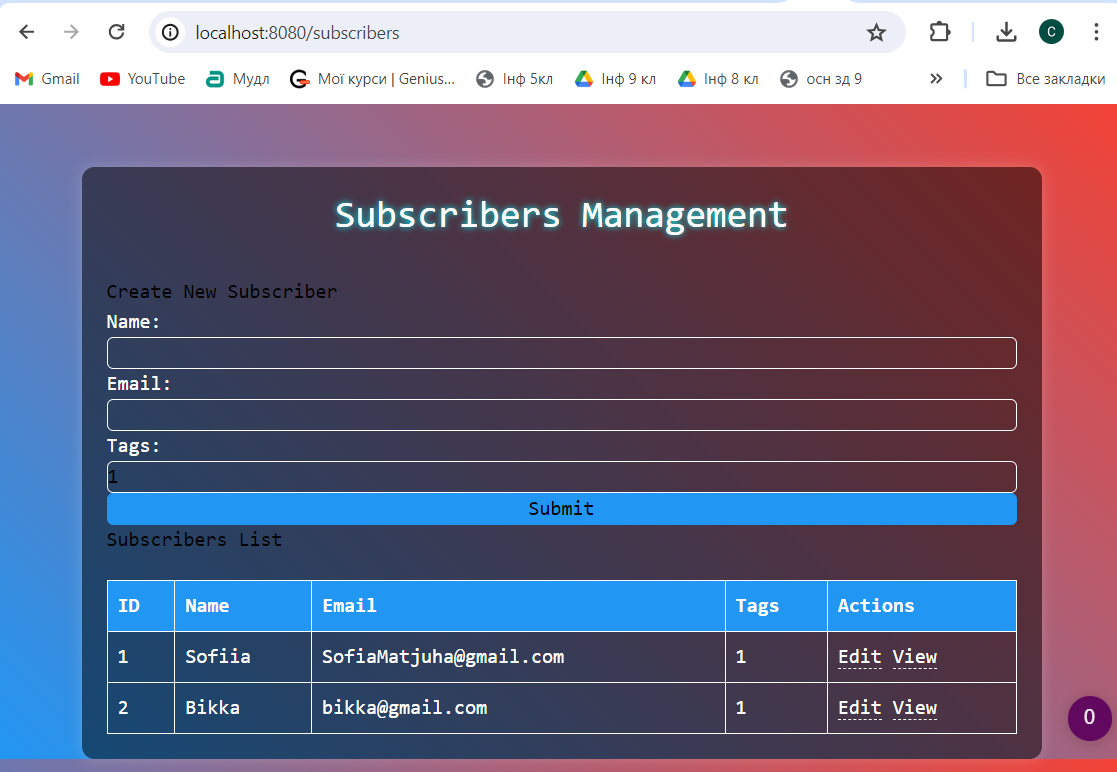 localhost:8080/subscribers
C
Gmail YouTube Мудл Мої курси | Genius... Інф 5кл Інф 9 кл Інф 8 кл осн зд 9 » Все закладки
Subscribers Management
Create New Subscriber
Name:
Email:
Tags:
1
Submit
Subscribers List
ID Name Email Tags Actions
1 Sofiia SofiaMatjuha@gmail.com 1 Edit View
2 Bikka bikka@gmail.com 1 Edit View
0